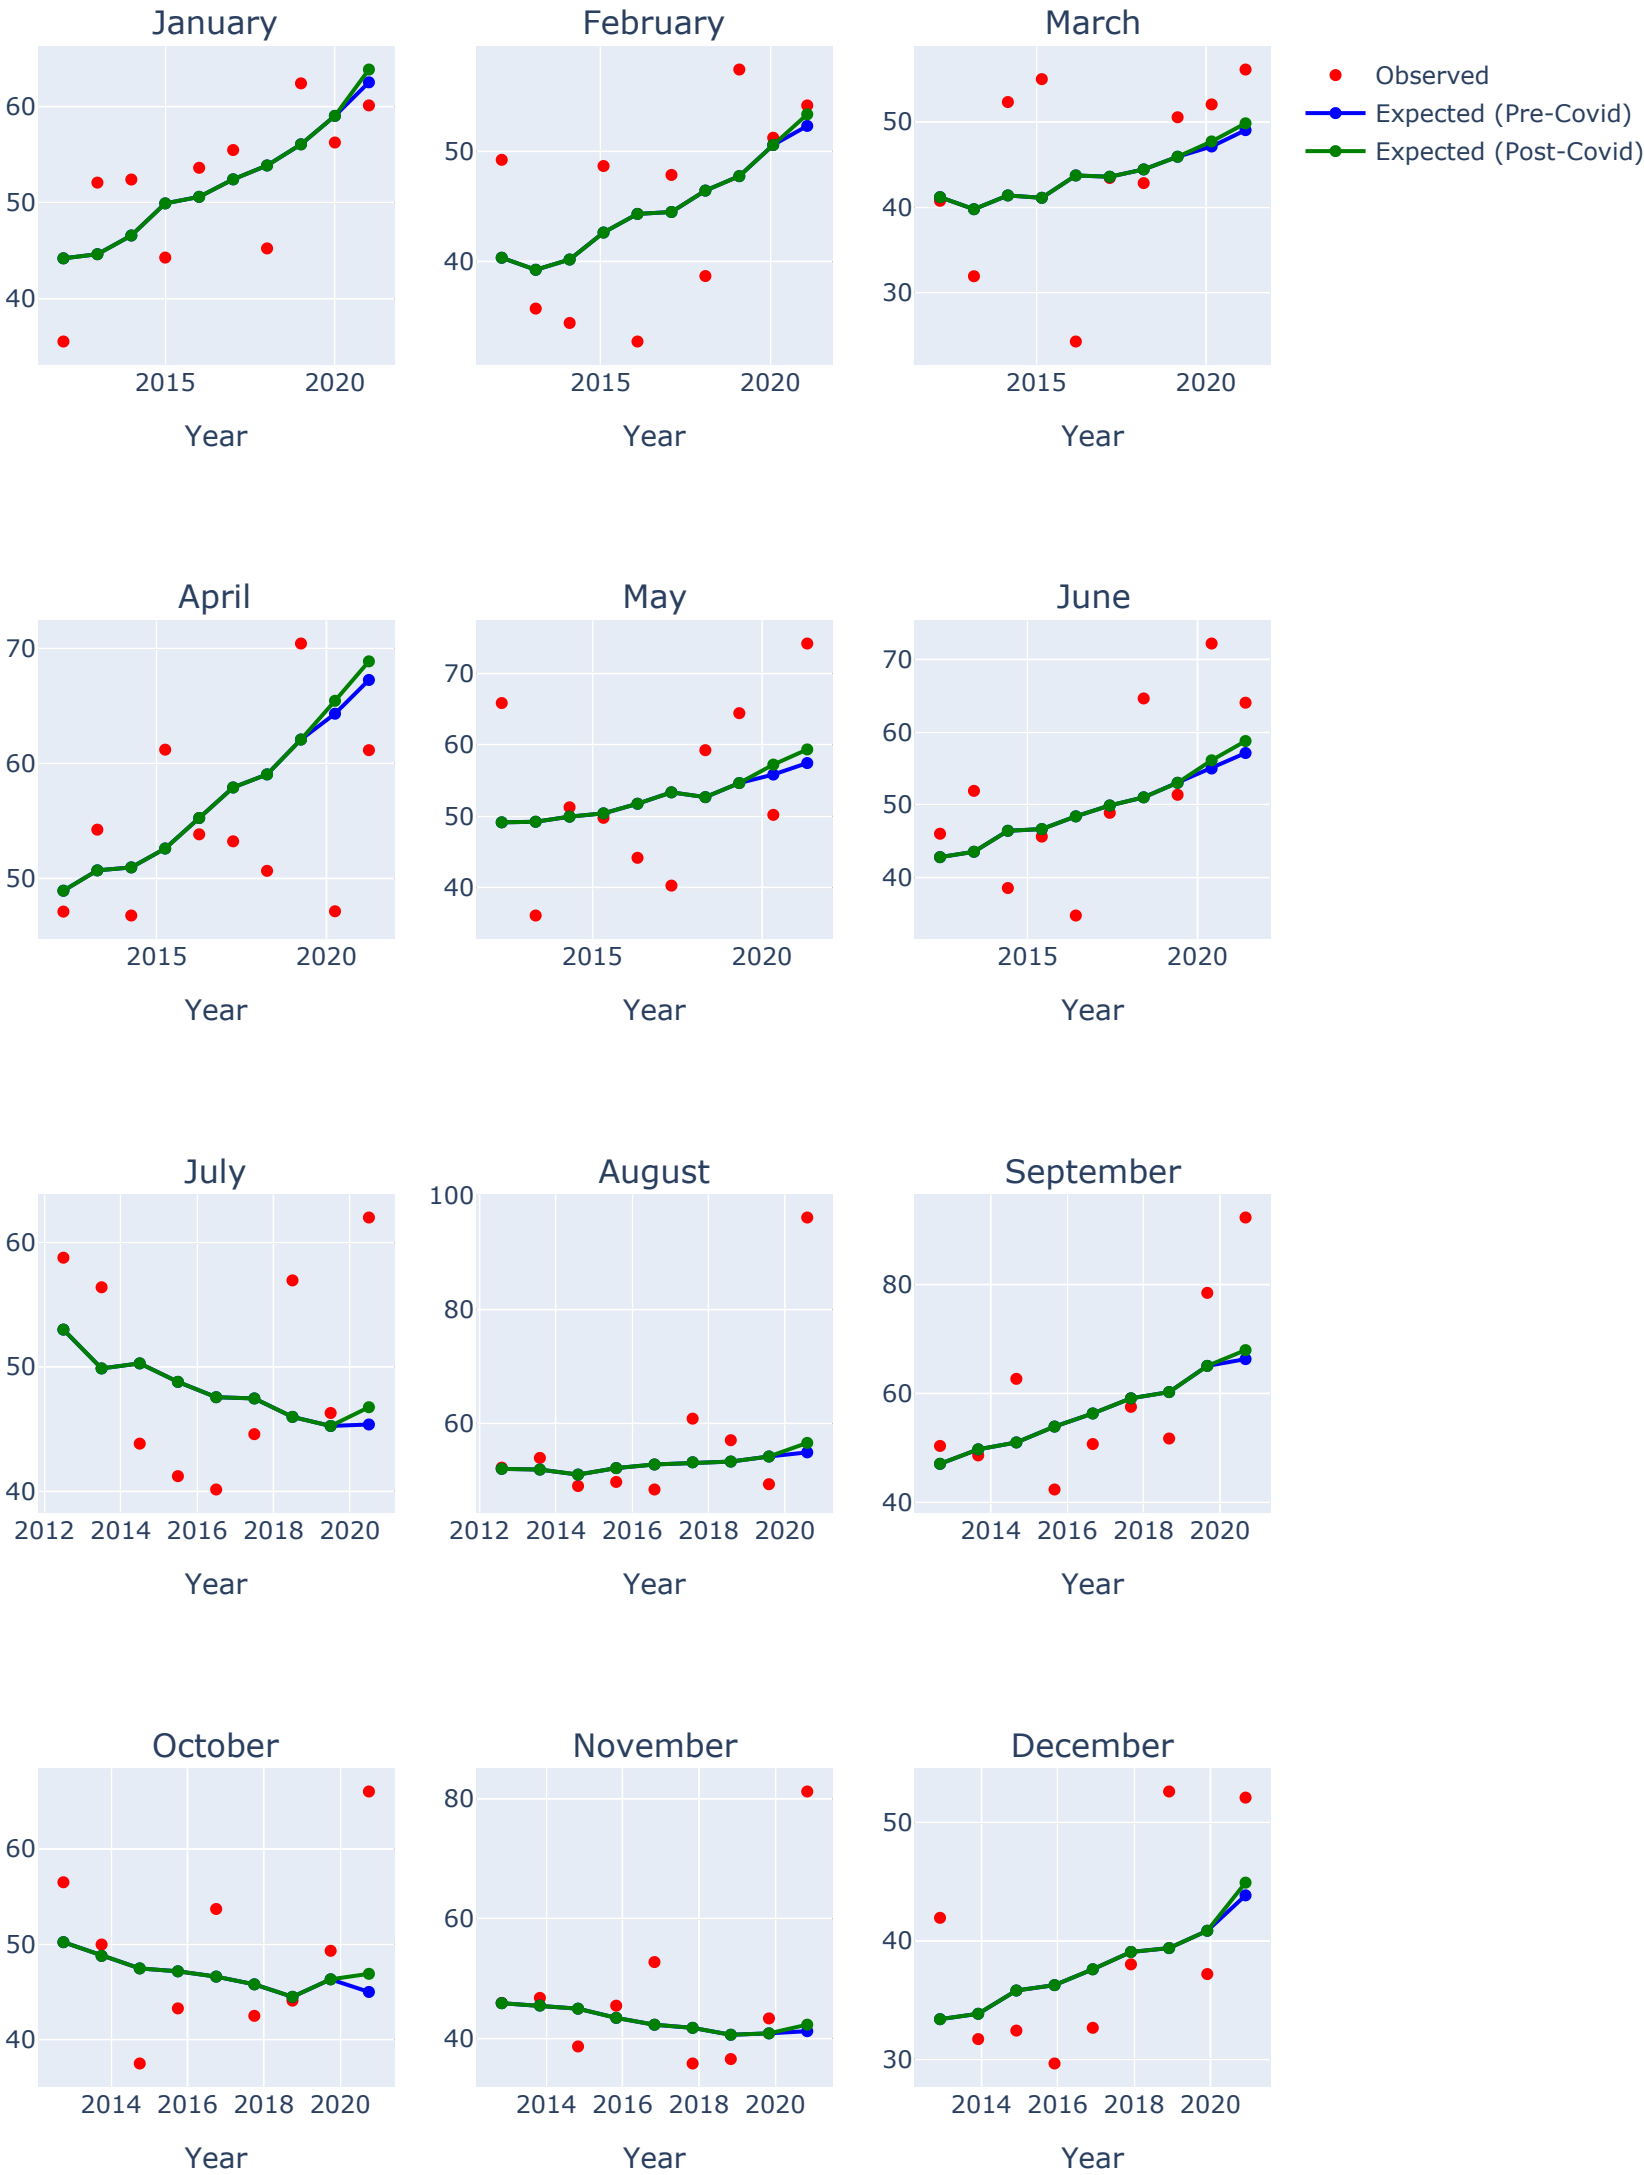 January
February
March
Observed
Expected (Pre-Covid)
Expected (Post-Covid)
60
50
40
2015
2020
Year
50
40
2015
2020
Year
50
40
30
2015
2020
Year
April
May
June
70
60
50
2015
2020
Year
70
60
50
40
2015
2020
Year
70
60
50
40
2015
2020
Year
July
August
September
60
50
40
2012
2014
2016
2018
2020
Year
100
80
60
2012
2014
2016
2018
2020
Year
80
60
40
2014
2016
2018
2020
Year
October
November
December
60
50
40
2014
2016
2018
2020
Year
80
60
40
2014
2016
2018
2020
Year
50
40
30
2014
2016
2018
2020
Year